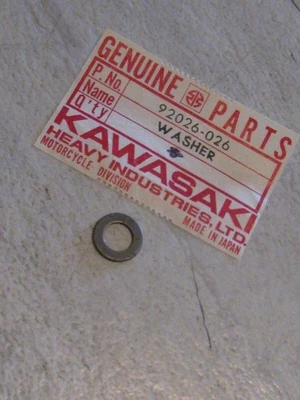 GENUINE PARTS
P. No. 92026-026
Name WASHER
Q'ty
KAWASAKI
HEAVY INDUSTRIES, LTD.
MOTORCYCLE DIVISION MADE IN JAPAN